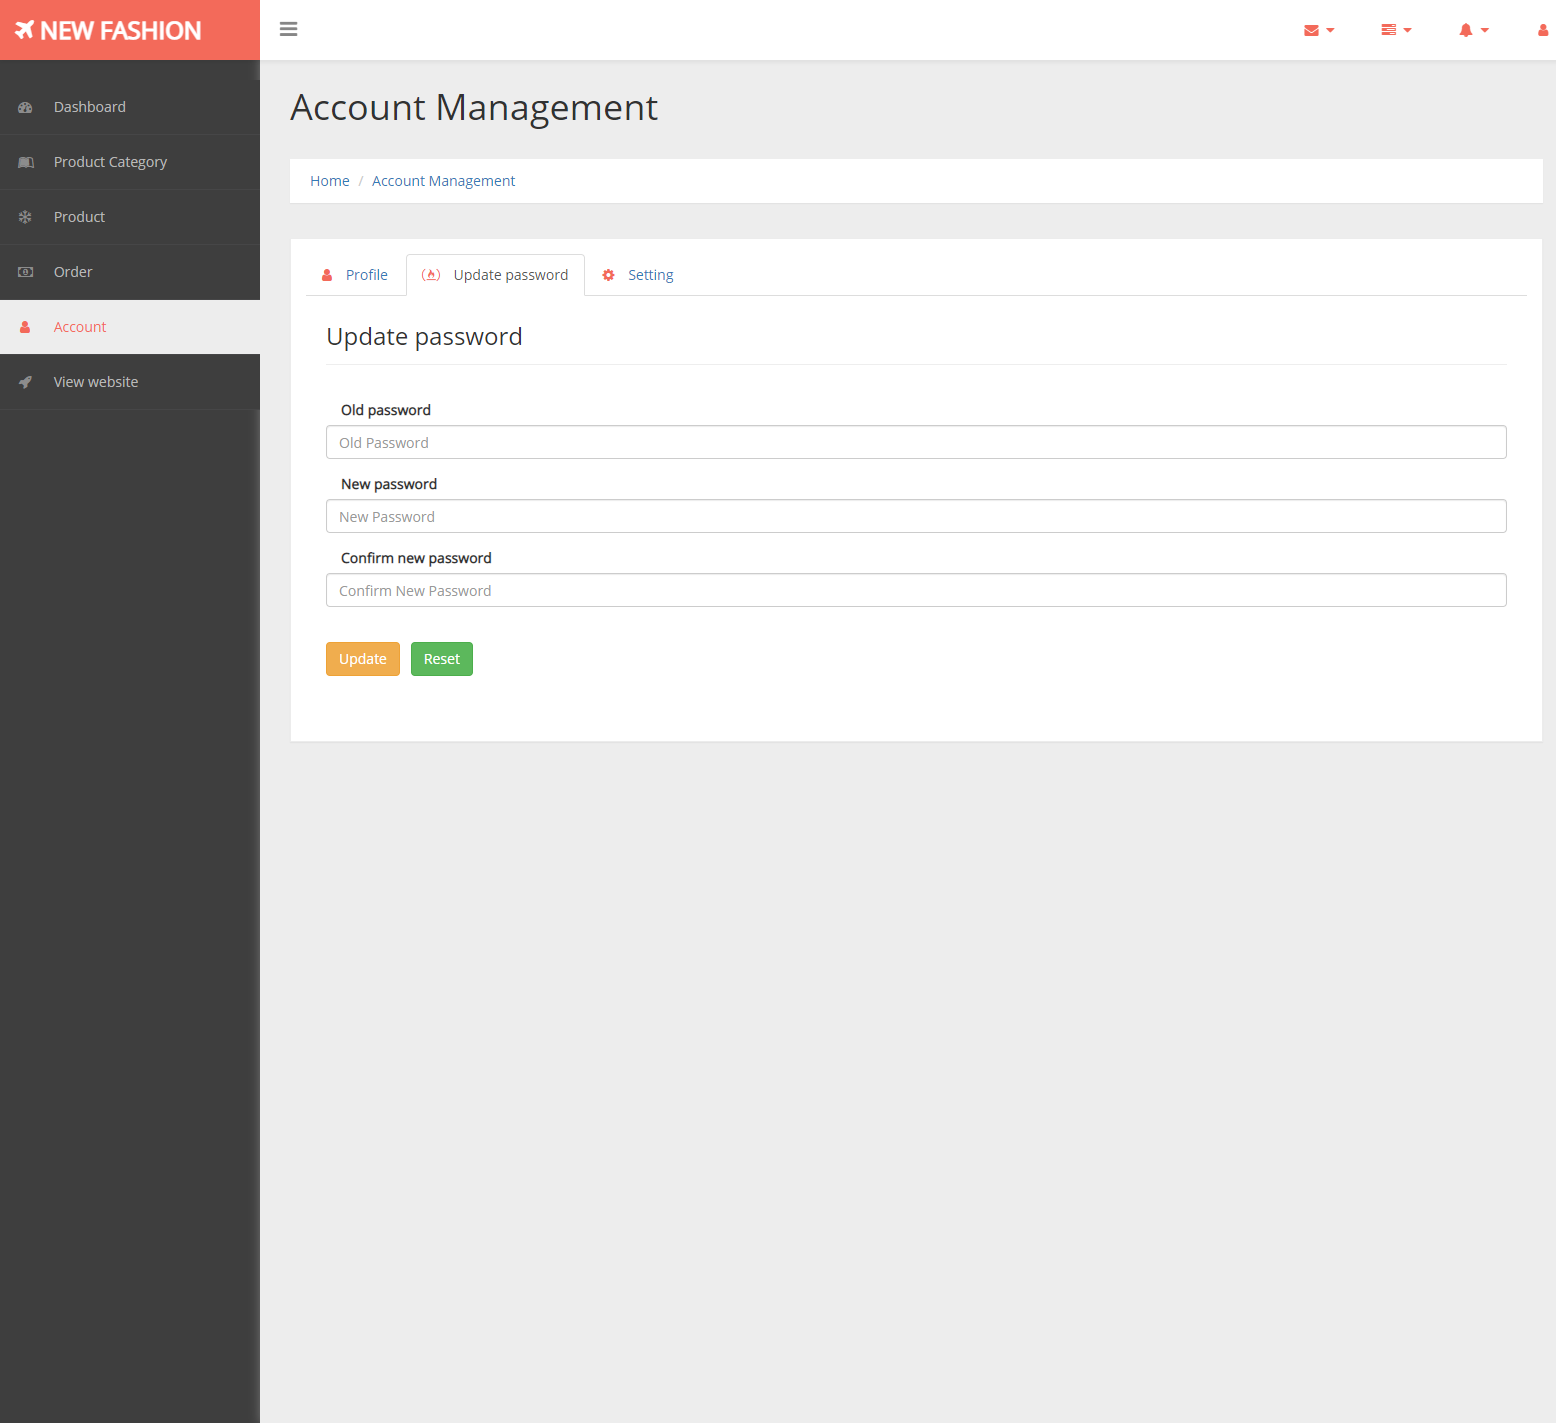 NEW FASHION
Dashboard
Product Category
Product
Order
Account
View website
Account Management
Home / Account Management
Profile
Update password
Setting
Update password
Old password
Old Password
New password
New Password
Confirm new password
Confirm New Password
Update
Reset